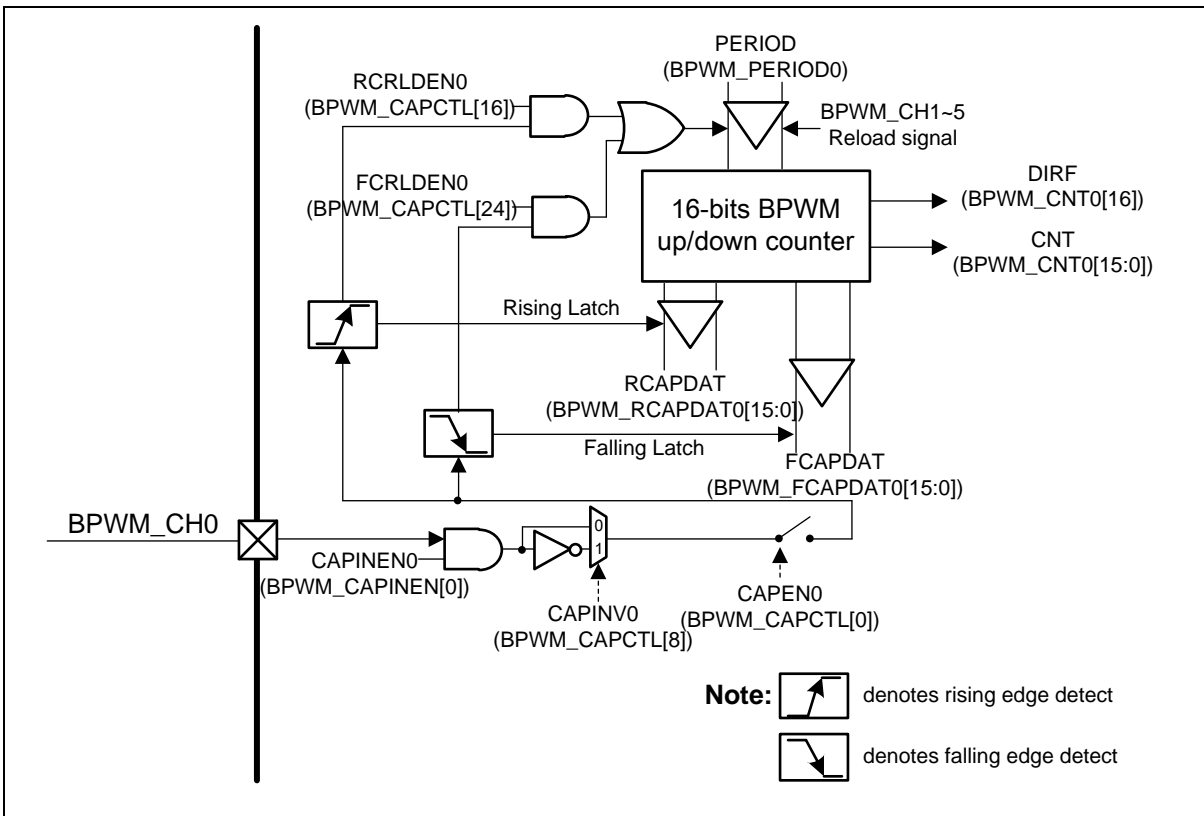 PERIOD
(BPWM_PERIOD0)
RCRLDEN0
(BPWM_CAPCTL[16])
BPWM_CH1~5
Reload signal
FCRLDEN0
(BPWM_CAPCTL[24])
16-bits BPWM
up/down counter
DIRF
(BPWM_CNT0[16])
CNT
(BPWM_CNT0[15:0])
Rising Latch
RCAPDAT
(BPWM_RCAPDAT0[15:0])
Falling Latch
FCAPDAT
(BPWM_FCAPDAT0[15:0])
BPWM_CH0
0
1
CAPINEN0
(BPWM_CAPINEN[0])
CAPINV0
(BPWM_CAPCTL[8])
CAPEN0
(BPWM_CAPCTL[0])
Note:
denotes rising edge detect
denotes falling edge detect